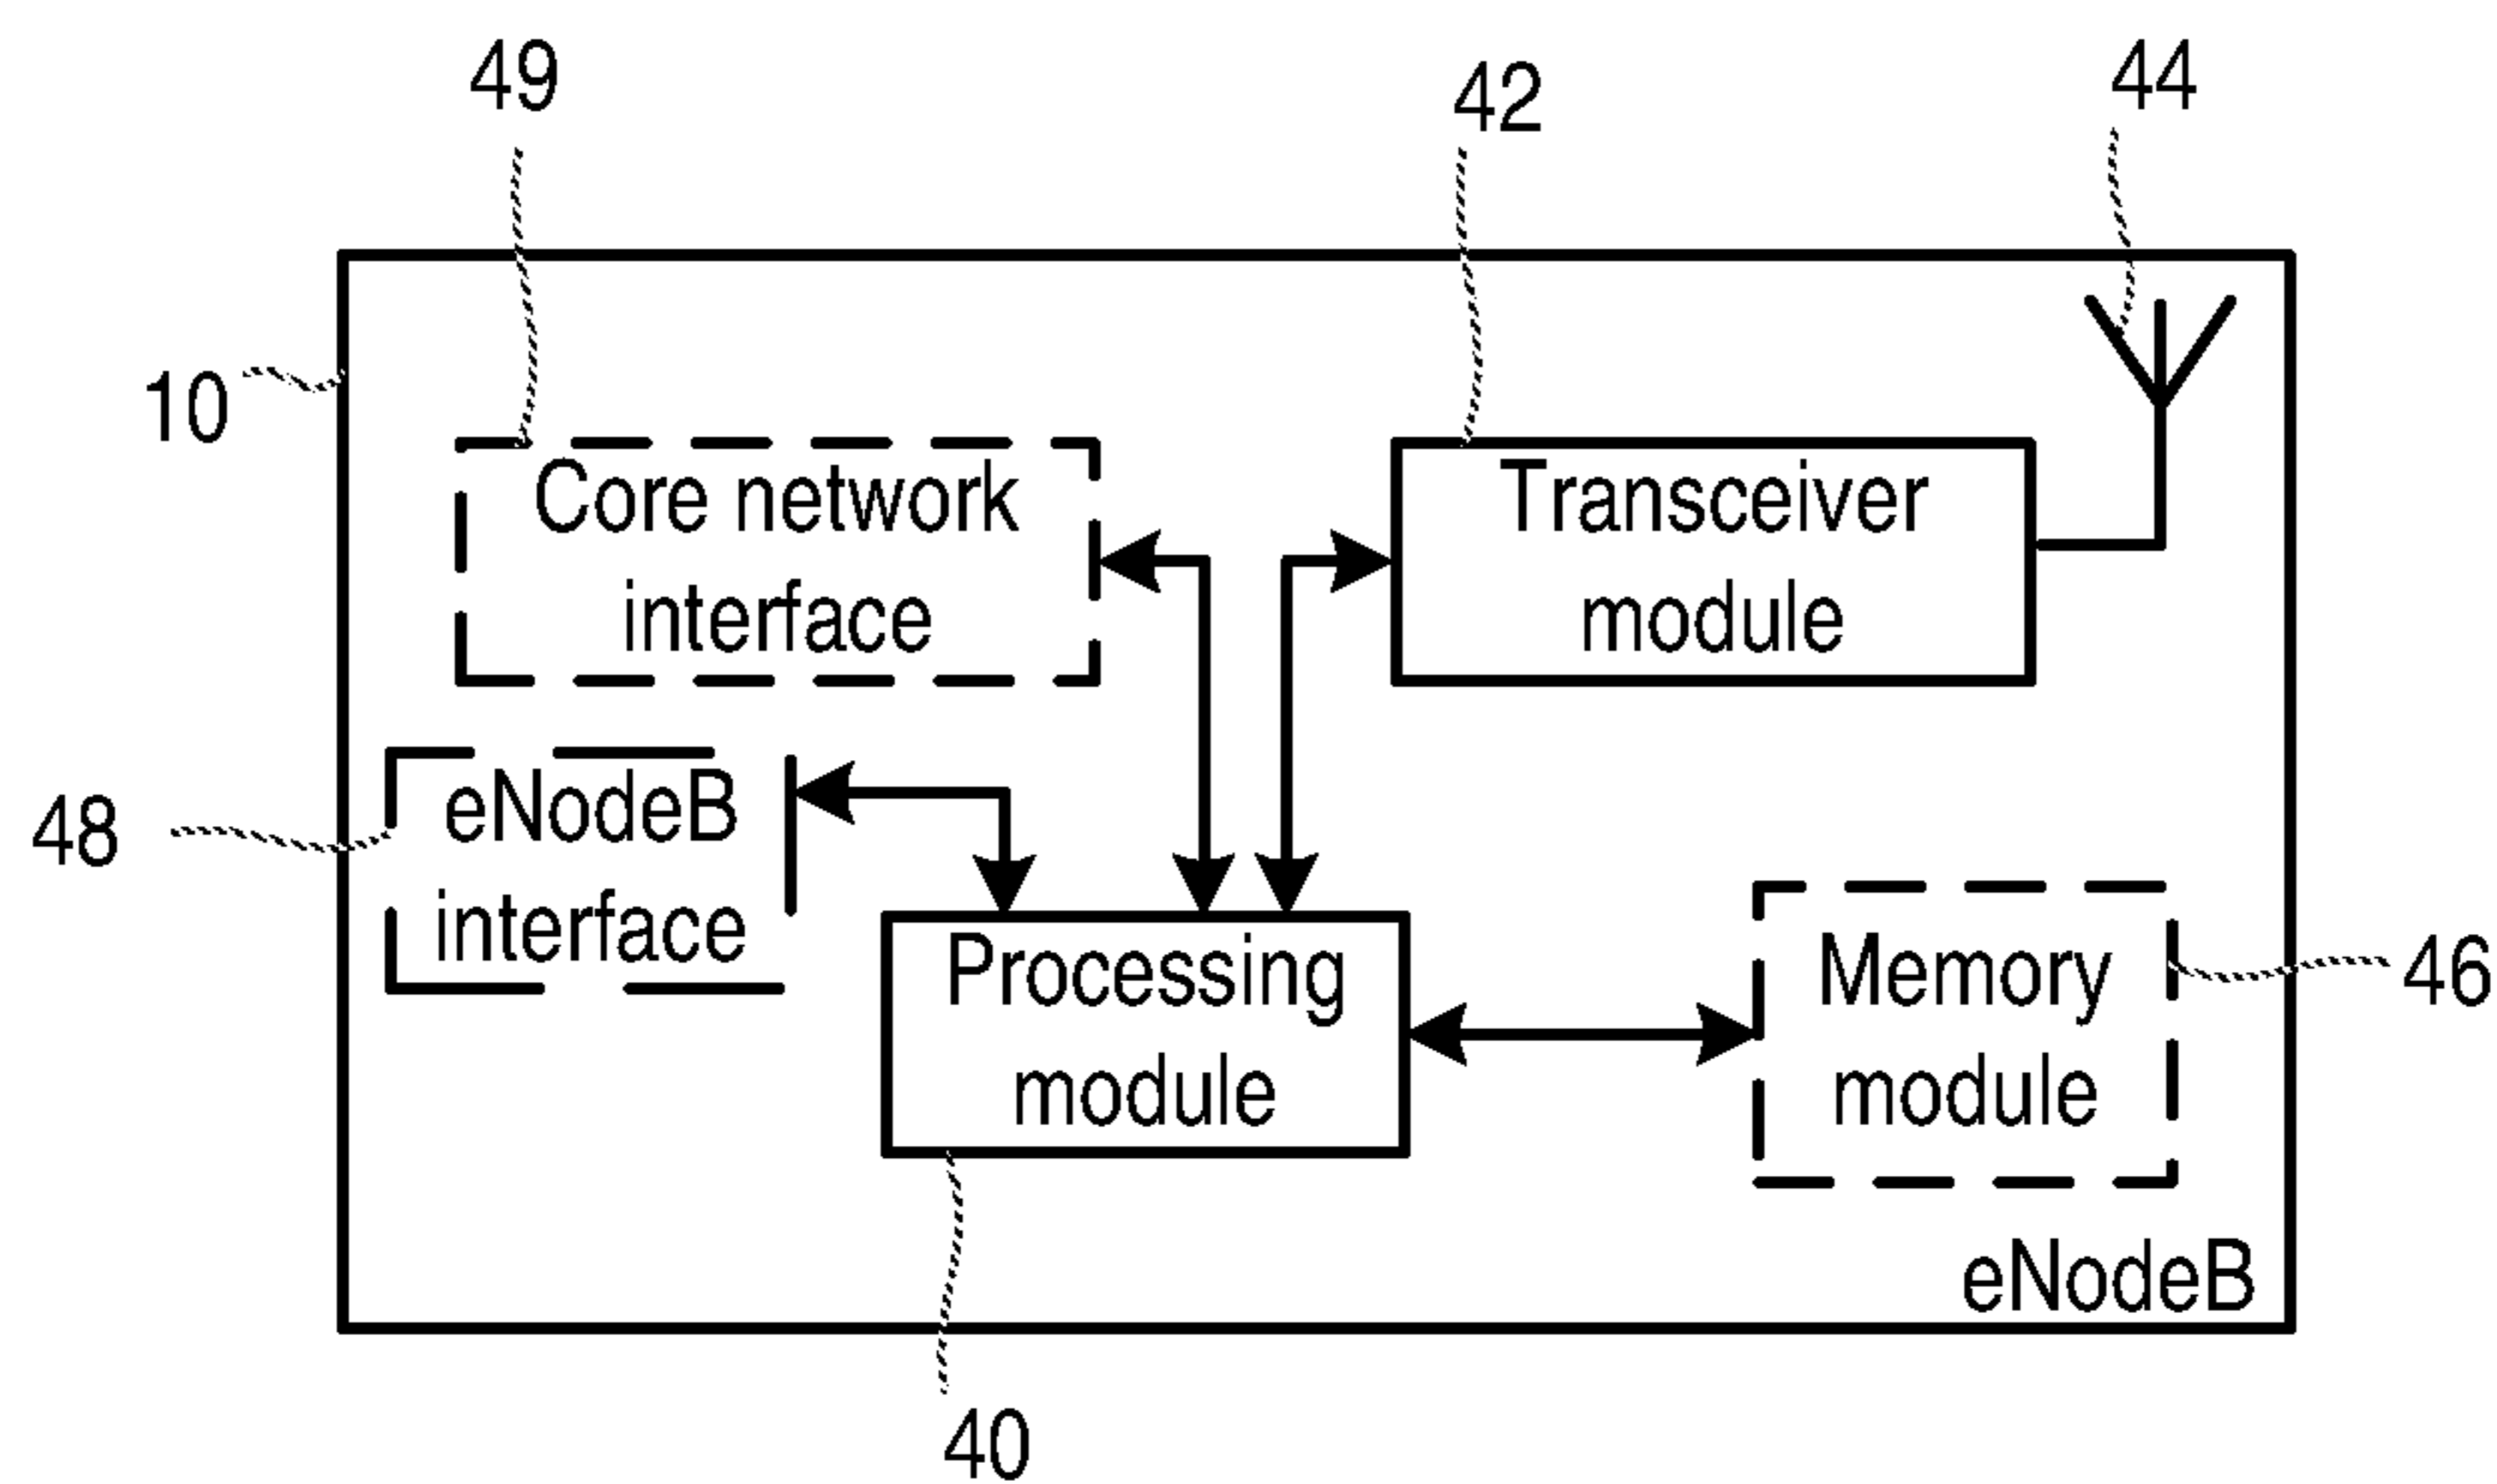 49
42
44
10
Core network
interface
Transceiver
module
48
eNodeB
interface
Processing
module
Memory
module
46
eNodeB
40